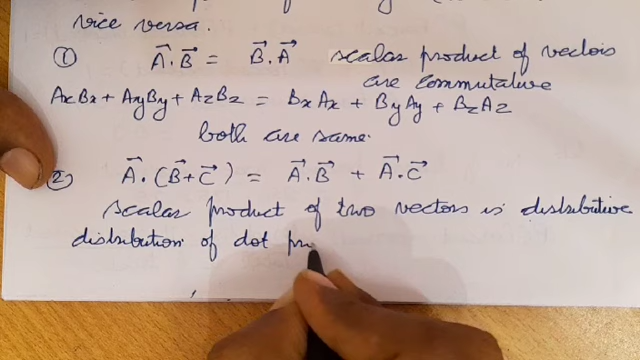 vice versa.
① A⃗.B⃗ = B⃗.A⃗ scalar product of vectors
are commutative
AxBx + AyBy + AzBz = BxAx + ByAy + BzAz
both are same.
② A⃗.(B⃗+C⃗) = A⃗.B⃗ + A⃗.C⃗
scalar product of two vectors is distributive
distribution of dot pr